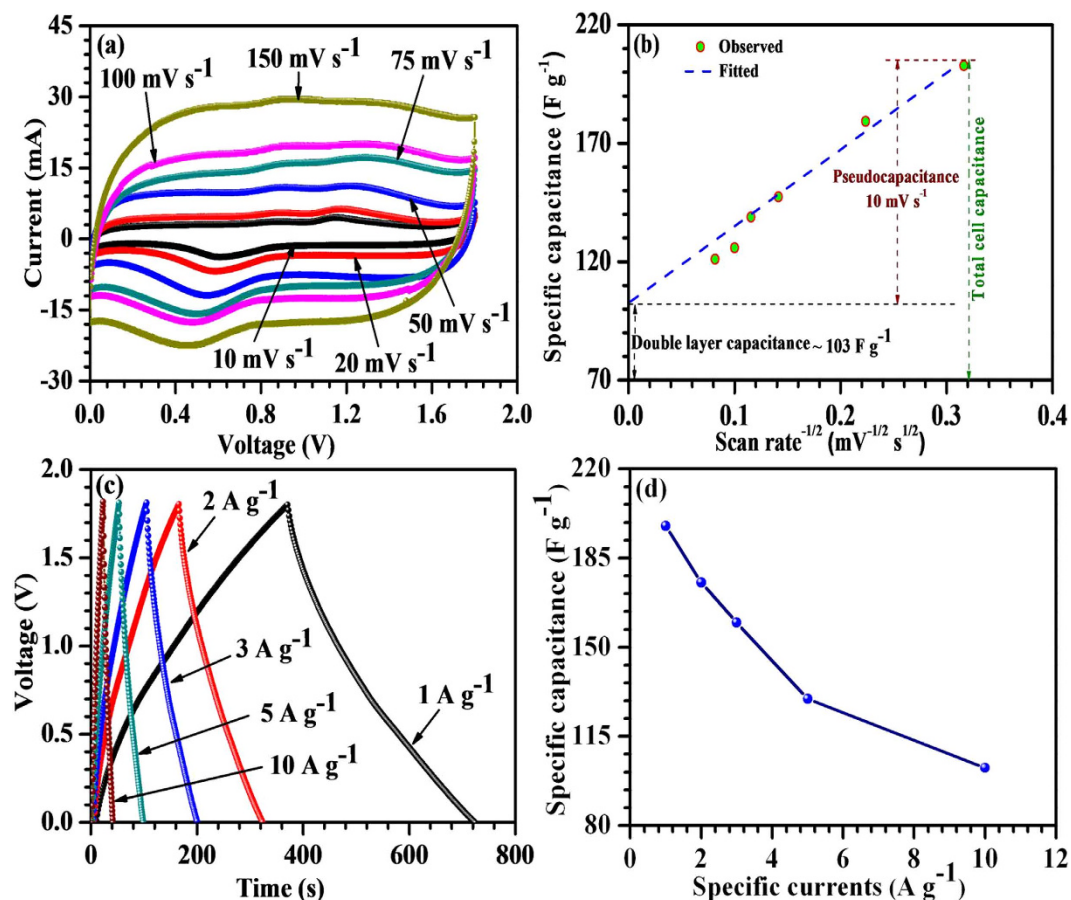 (a)
45
30
15
0
-15
-30
Current (mA)
100 mV s⁻¹
150 mV s⁻¹
75 mV s⁻¹
50 mV s⁻¹
10 mV s⁻¹
20 mV s⁻¹
0.0 0.4 0.8 1.2 1.6 2.0
Voltage (V)
(b)
220
170
120
70
Specific capacitance (F g⁻¹)
Observed
Fitted
Pseudocapacitance
10 mV s⁻¹
Total cell capacitance
Double layer capacitance ~ 103 F g⁻¹
0.0 0.1 0.2 0.3 0.4
Scan rate⁻¹/² (mV⁻¹/² s¹/²)
(c)
2.0
1.5
1.0
0.5
0.0
Voltage (V)
2 A g⁻¹
3 A g⁻¹
1 A g⁻¹
5 A g⁻¹
10 A g⁻¹
0 200 400 600 800
Time (s)
(d)
220
185
150
115
80
Specific capacitance (F g⁻¹)
0 2 4 6 8 10 12
Specific currents (A g⁻¹)